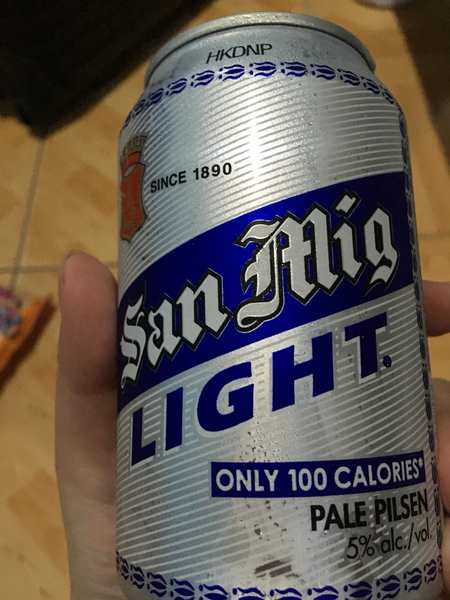 HKDNP
SINCE 1890
San Mig
LIGHT
ONLY 100 CALORIES*
PALE PILSEN
5% alc./vol.